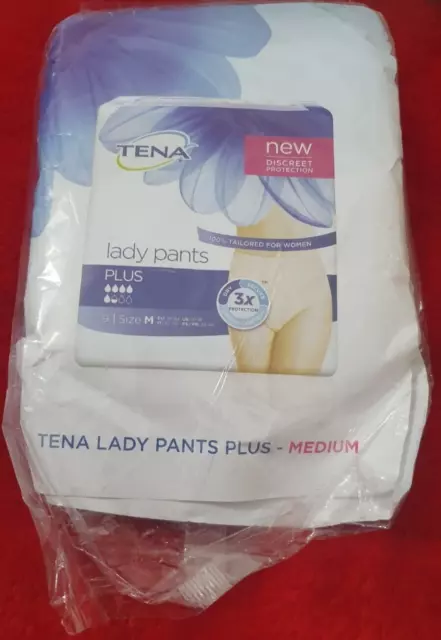 TENA
new
DISCREET
PROTECTION
100% TAILORED FOR WOMEN
lady pants
PLUS
DRY
3X
PROTECTION
Size M
TENA LADY PANTS PLUS - MEDIUM